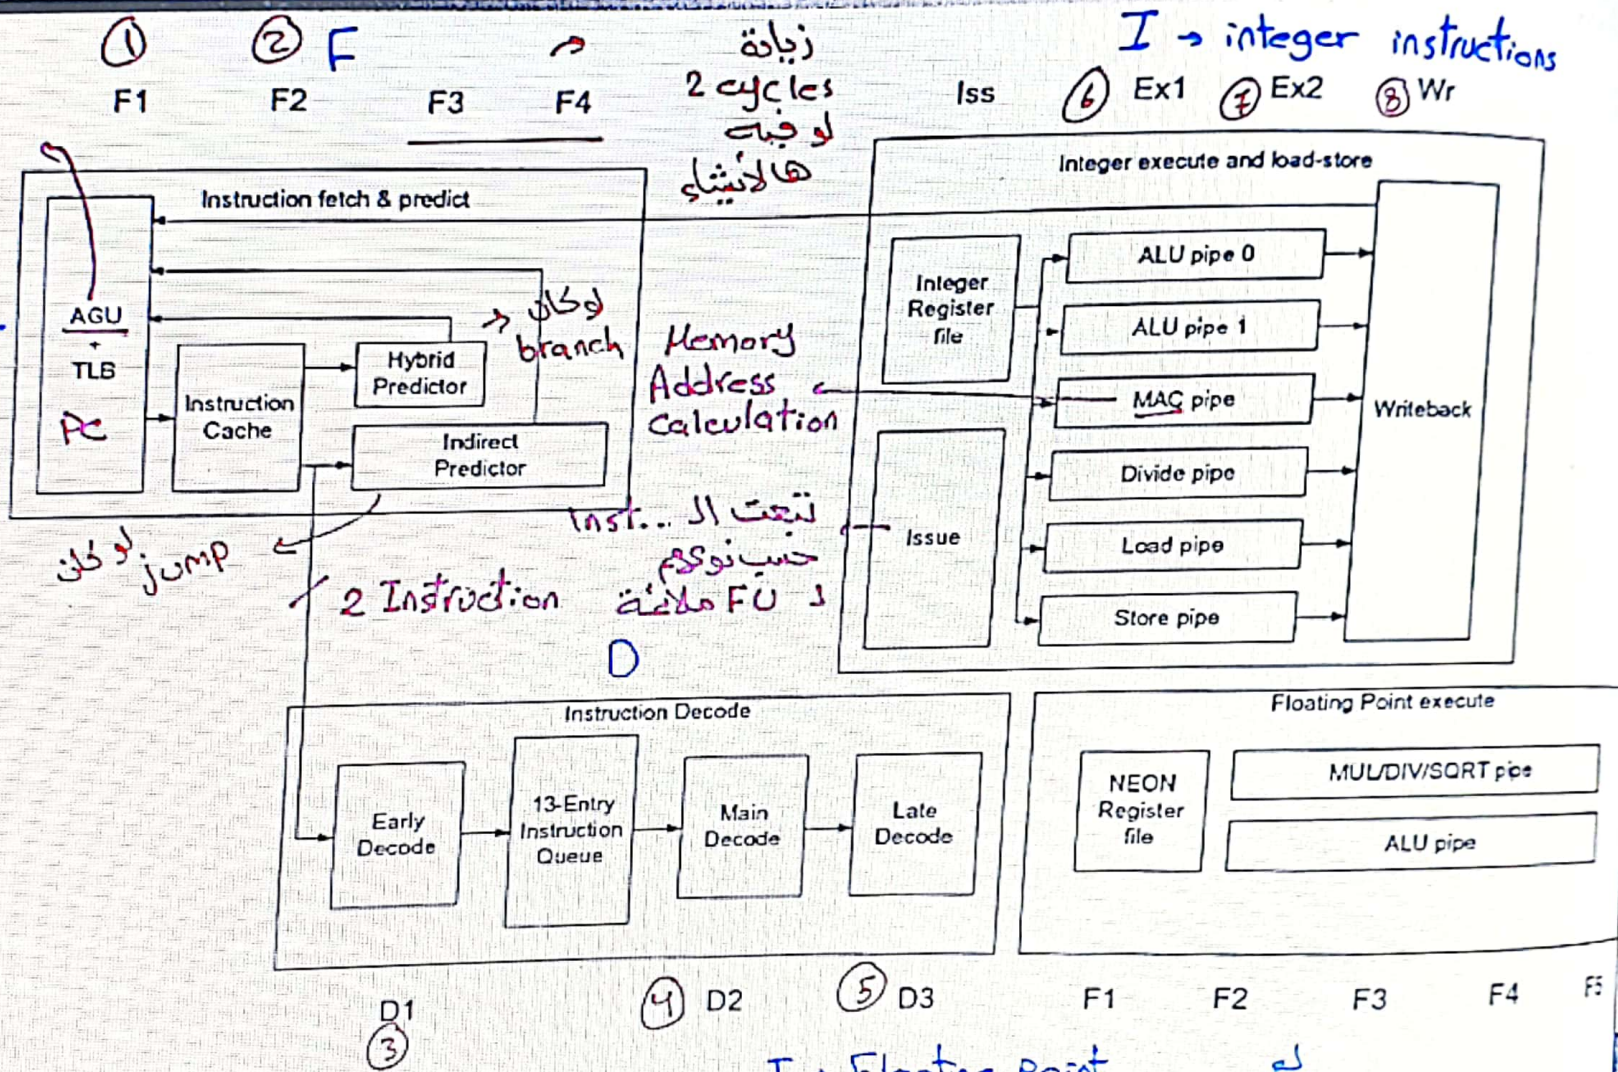 ① ② F زيادة I → integer instructions
F1 F2 F3 F4 2 cycles Iss ⑥ Ex1 ⑦ Ex2 ⑧ Wr
لو فيه
هالأشياء
Integer execute and load-store
Instruction fetch & predict
ALU pipe 0
Integer
Register
file
AGU
+
TLB
PC
لو كان
branch
ALU pipe 1
Memory
Address
Calculation
Hybrid
Predictor
Instruction
Cache
MAC pipe
Writeback
Indirect
Predictor
Divide pipe
لو كان jump
تبعت الـ ...Inst
حسب نوعهم
لـ FU ملائمة
Issue
Load pipe
2 Instruction
Store pipe
D
Instruction Decode
Floating Point execute
Early
Decode
13-Entry
Instruction
Queue
Main
Decode
Late
Decode
NEON
Register
file
MUL/DIV/SQRT pipe
ALU pipe
D1 ④ D2 ⑤ D3 F1 F2 F3 F4 F5
③
Floating Point